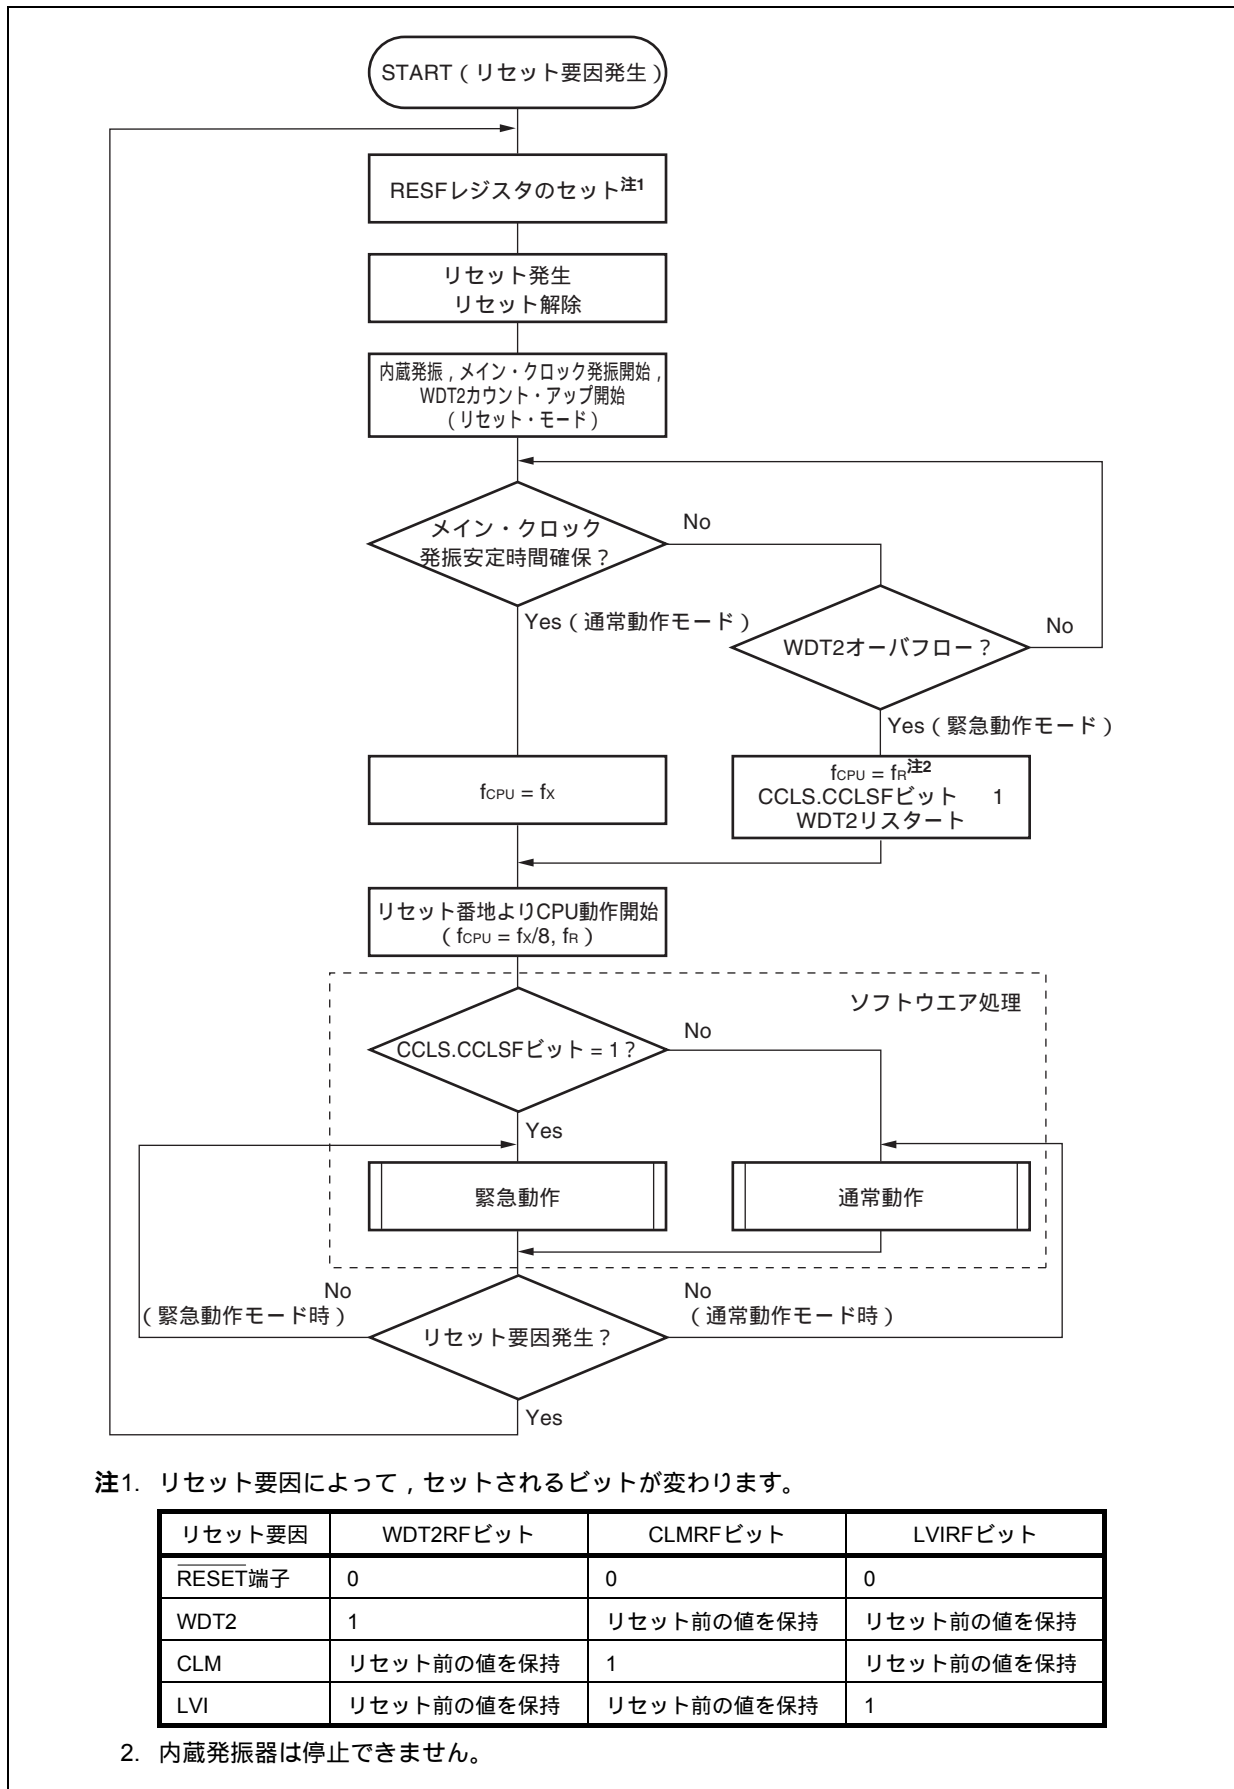 START（リセット要因発生）
RESFレジスタのセット注1
リセット発生
リセット解除
内蔵発振，メイン・クロック発振開始，
WDT2カウント・アップ開始
（リセット・モード）
メイン・クロック
発振安定時間確保？
No
Yes（通常動作モード）
WDT2オーバフロー？
No
Yes（緊急動作モード）
fCPU = fX
fCPU = fR注2
CCLS.CCLSFビット　1
WDT2リスタート
リセット番地よりCPU動作開始
（fCPU = fX/8, fR）
ソフトウエア処理
CCLS.CCLSFビット = 1？
No
Yes
緊急動作
通常動作
No
（緊急動作モード時）
No
（通常動作モード時）
リセット要因発生？
Yes
注1. リセット要因によって，セットされるビットが変わります。
リセット要因 WDT2RFビット CLMRFビット LVIRFビット
RESET端子 0 0 0
WDT2 1 リセット前の値を保持 リセット前の値を保持
CLM リセット前の値を保持 1 リセット前の値を保持
LVI リセット前の値を保持 リセット前の値を保持 1
2. 内蔵発振器は停止できません。